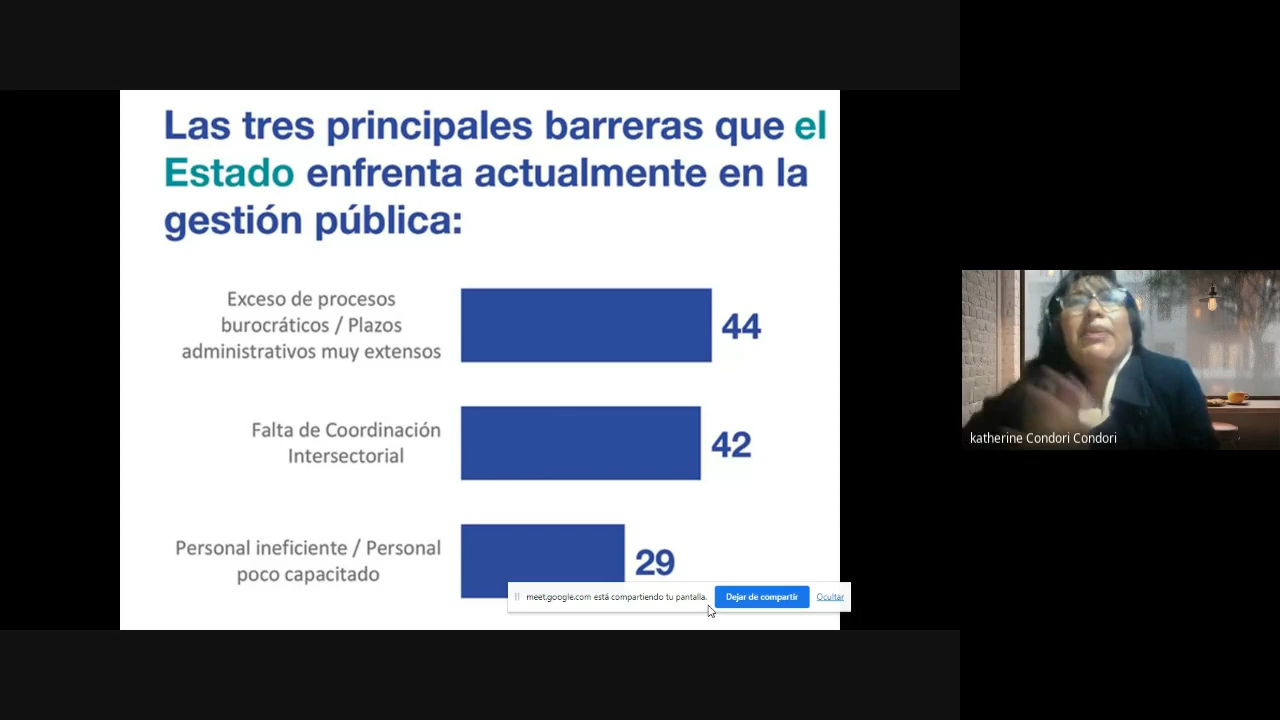 Las tres principales barreras que el
Estado enfrenta actualmente en la
gestión pública:
Exceso de procesos
burocráticos / Plazos
administrativos muy extensos
44
Falta de Coordinación
Intersectorial
42
Personal ineficiente / Personal
poco capacitado
29
meet.google.com está compartiendo tu pantalla.
Dejar de compartir
Ocultar
katherine Condori Condori